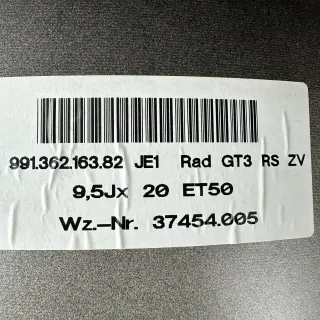 991.362.163.82 JE1 Rad GT3 RS ZV
9,5Jx 20 ET50
Wz.-Nr. 37454.005